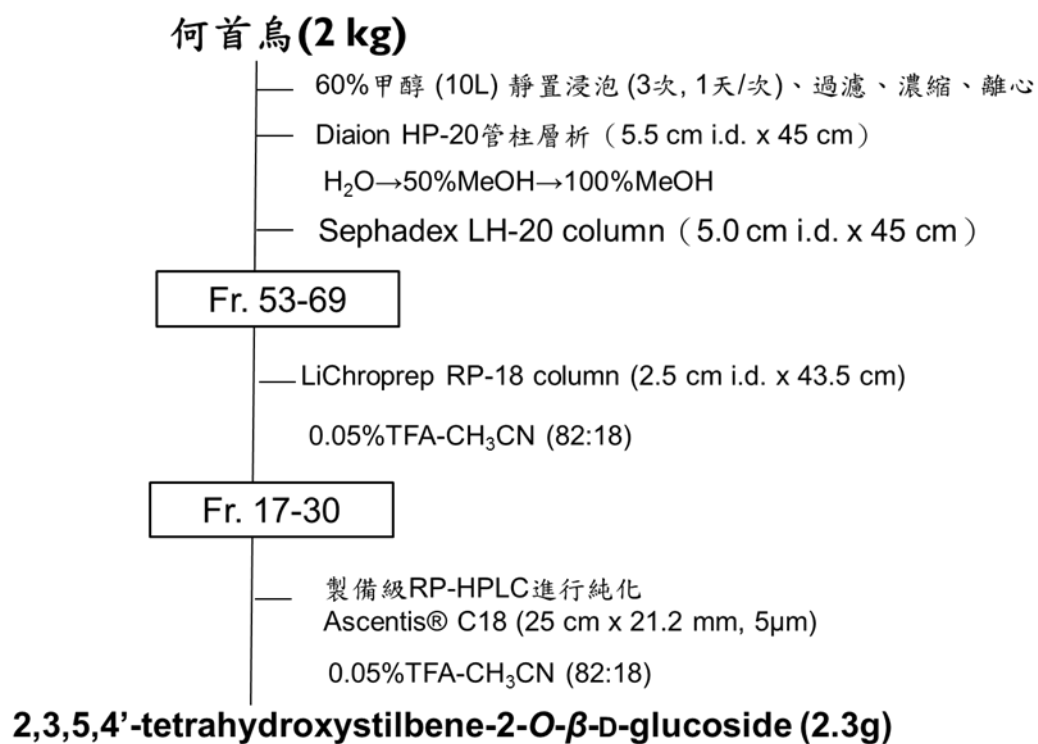 何首烏(2 kg)
60%甲醇 (10L) 靜置浸泡 (3次, 1天/次)、過濾、濃縮、離心
Diaion HP-20管柱層析（5.5 cm i.d. x 45 cm）
H₂O→50%MeOH→100%MeOH
Sephadex LH-20 column（5.0 cm i.d. x 45 cm）
Fr. 53-69
LiChroprep RP-18 column (2.5 cm i.d. x 43.5 cm)
0.05%TFA-CH₃CN (82:18)
Fr. 17-30
製備級RP-HPLC進行純化
Ascentis® C18 (25 cm x 21.2 mm, 5μm)
0.05%TFA-CH₃CN (82:18)
2,3,5,4’-tetrahydroxystilbene-2-O-β-D-glucoside (2.3g)